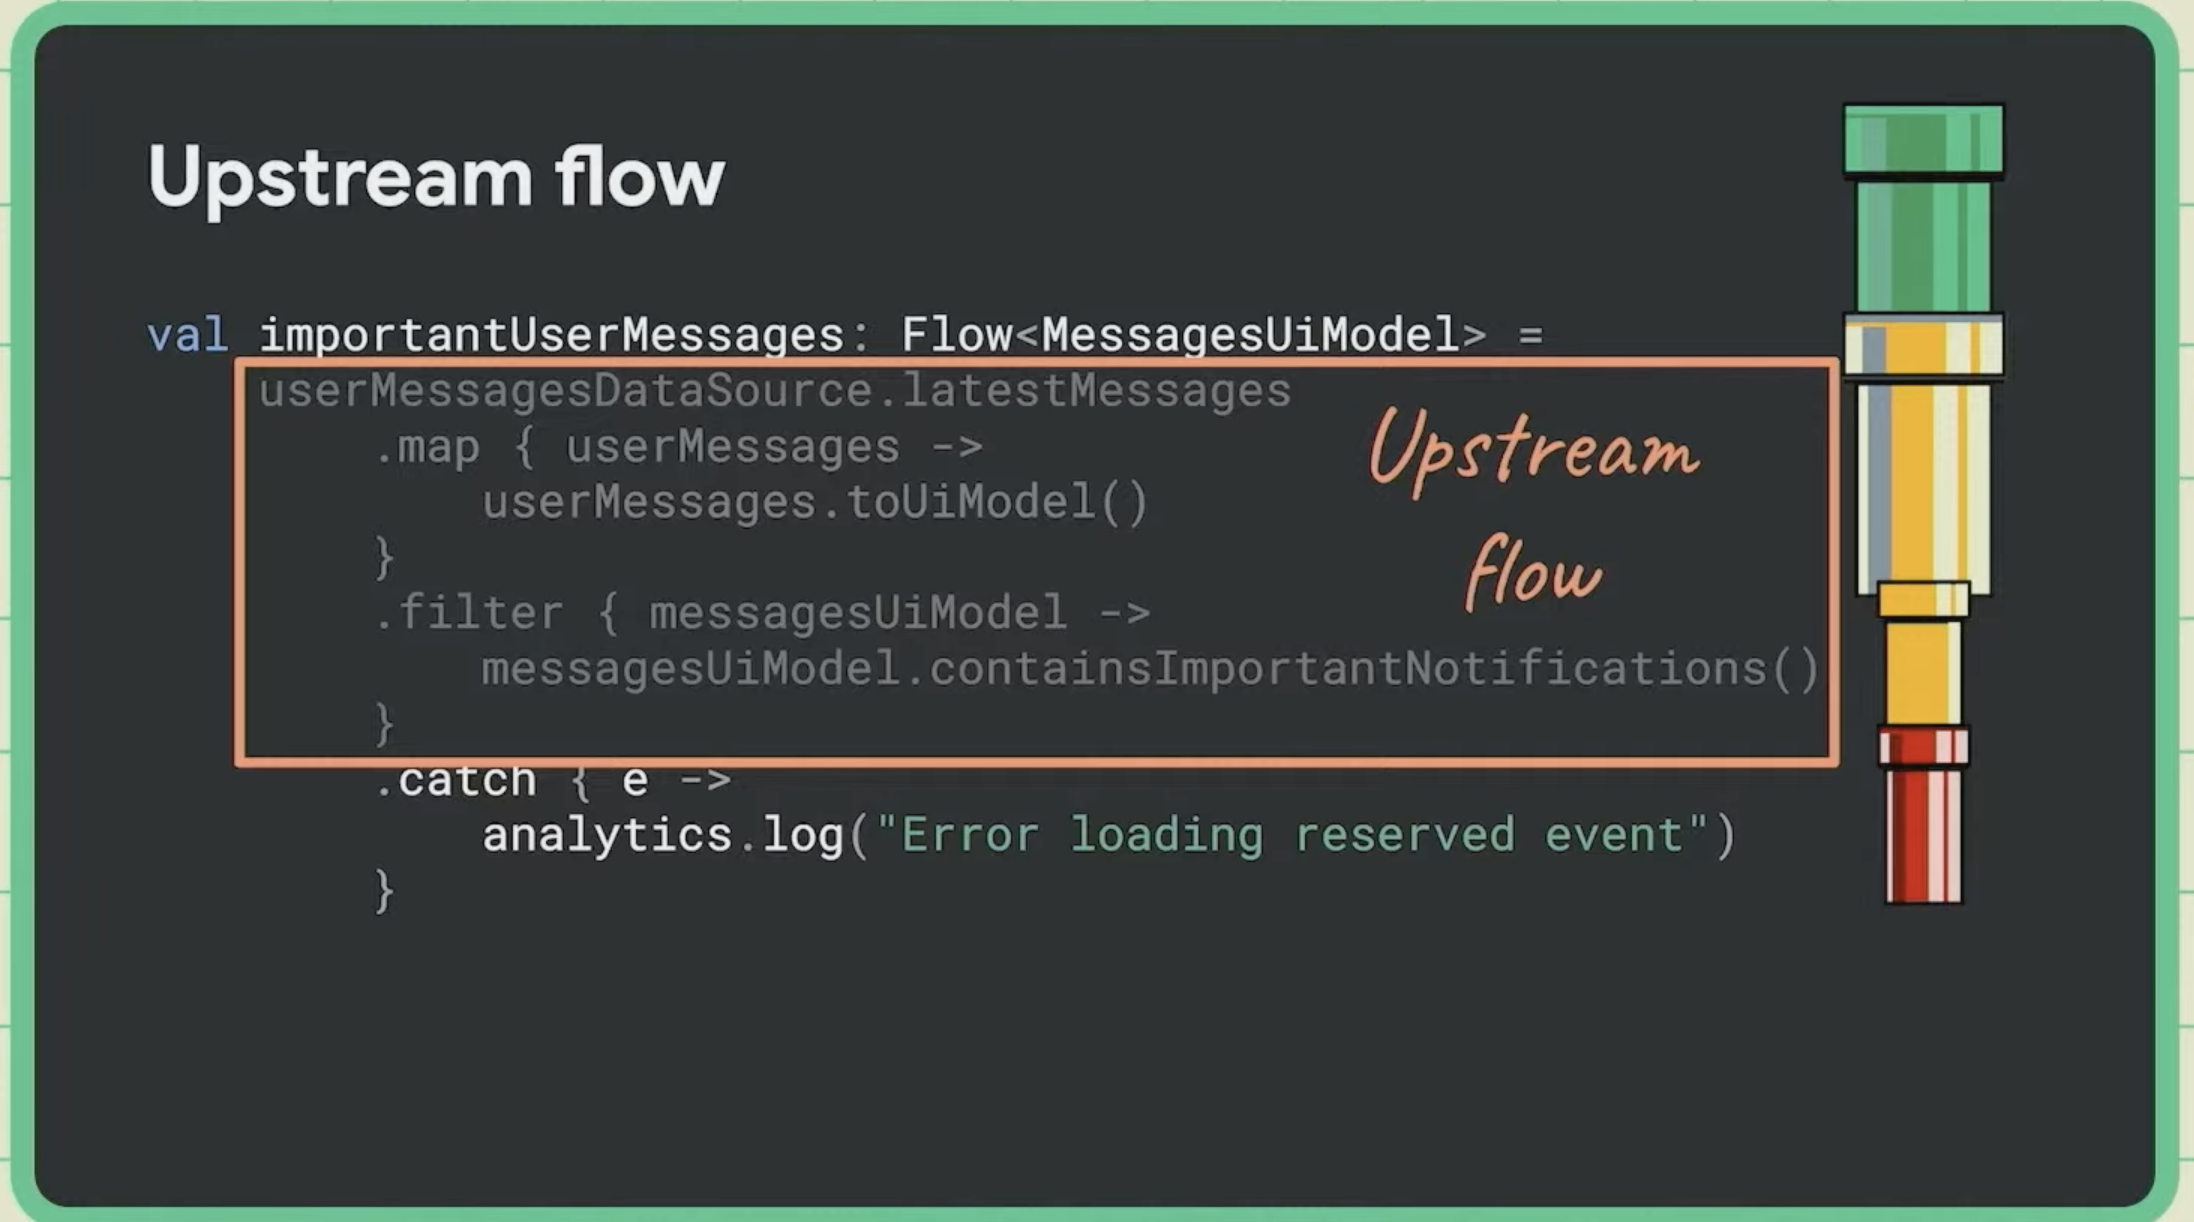 Upstream flow
val importantUserMessages: Flow<MessagesUiModel> =
userMessagesDataSource.latestMessages
.map { userMessages ->
userMessages.toUiModel()
}
.filter { messagesUiModel ->
messagesUiModel.containsImportantNotifications()
}
Upstream
flow
.catch { e ->
analytics.log("Error loading reserved event")
}